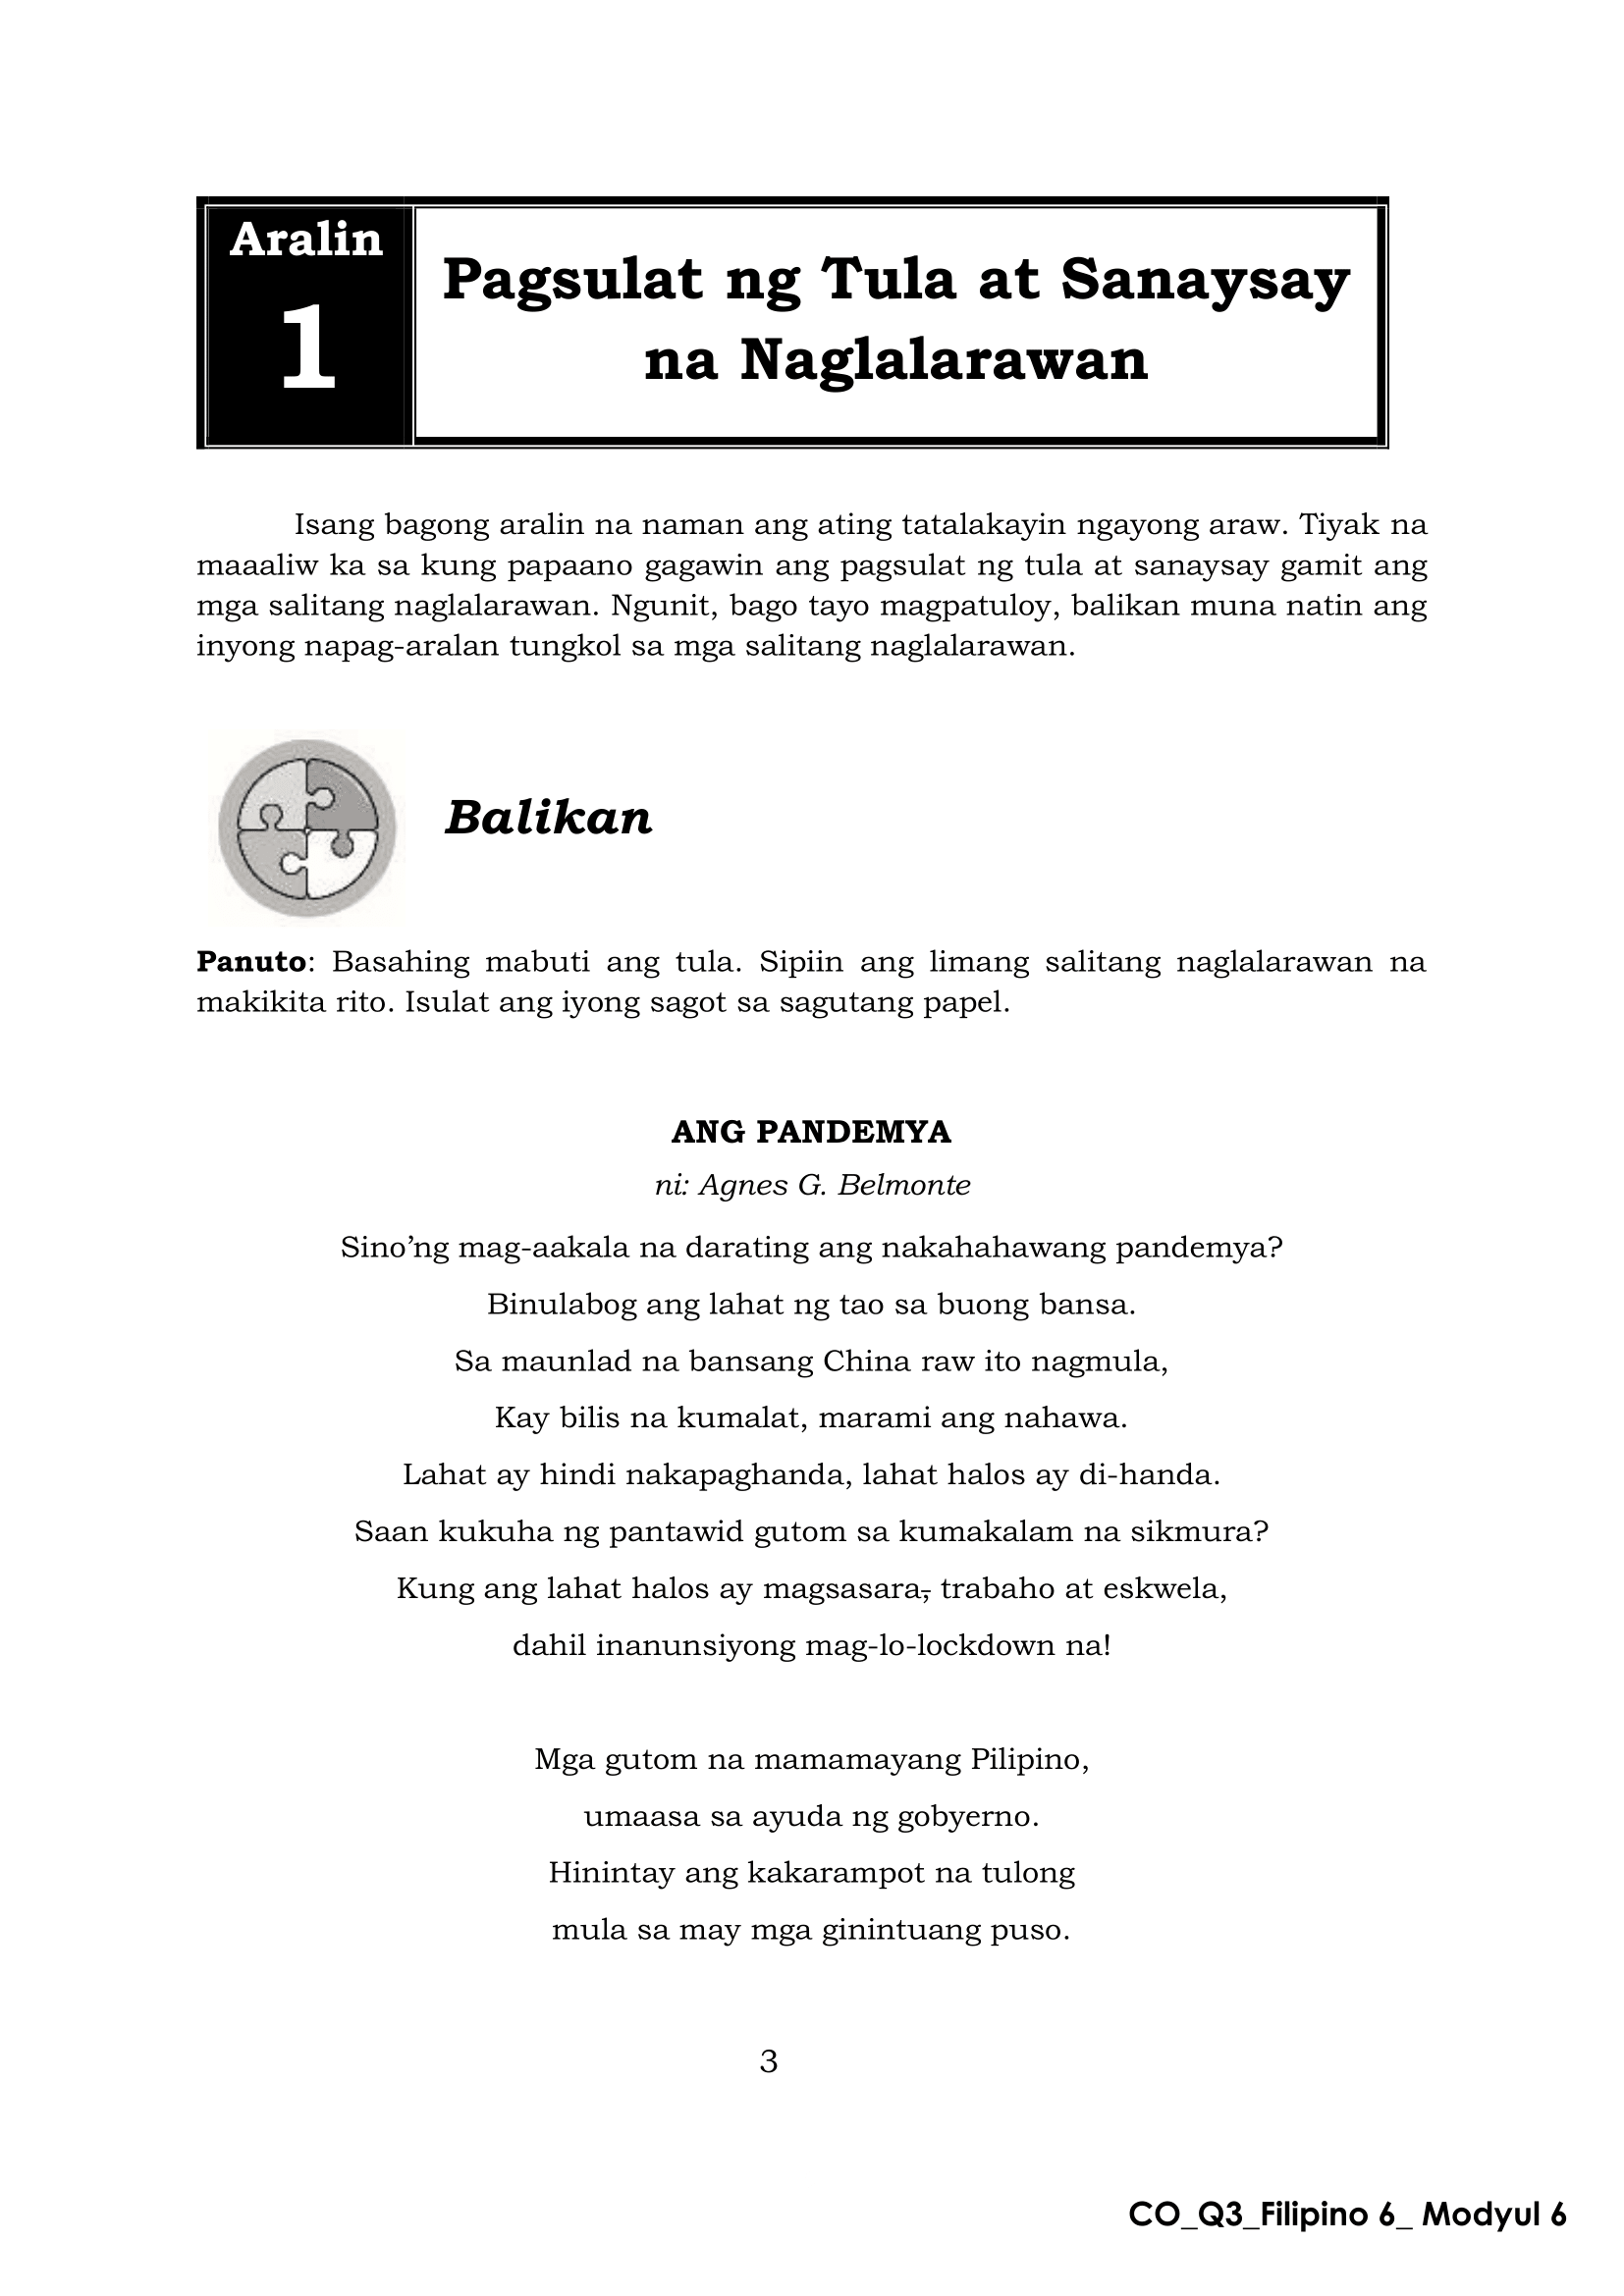 Aralin
1
Pagsulat ng Tula at Sanaysay
na Naglalarawan
Isang bagong aralin na naman ang ating tatalakayin ngayong araw. Tiyak na
maaaliw ka sa kung papaano gagawin ang pagsulat ng tula at sanaysay gamit ang
mga salitang naglalarawan. Ngunit, bago tayo magpatuloy, balikan muna natin ang
inyong napag-aralan tungkol sa mga salitang naglalarawan.
Balikan
Panuto: Basahing mabuti ang tula. Sipiin ang limang salitang naglalarawan na
makikita rito. Isulat ang iyong sagot sa sagutang papel.
ANG PANDEMYA
ni: Agnes G. Belmonte
Sino’ng mag-aakala na darating ang nakahahawang pandemya?
Binulabog ang lahat ng tao sa buong bansa.
Sa maunlad na bansang China raw ito nagmula,
Kay bilis na kumalat, marami ang nahawa.
Lahat ay hindi nakapaghanda, lahat halos ay di-handa.
Saan kukuha ng pantawid gutom sa kumakalam na sikmura?
Kung ang lahat halos ay magsasara, trabaho at eskwela,
dahil inanunsiyong mag-lo-lockdown na!
Mga gutom na mamamayang Pilipino,
umaasa sa ayuda ng gobyerno.
Hinintay ang kakarampot na tulong
mula sa may mga ginintuang puso.
3
CO_Q3_Filipino 6_ Modyul 6